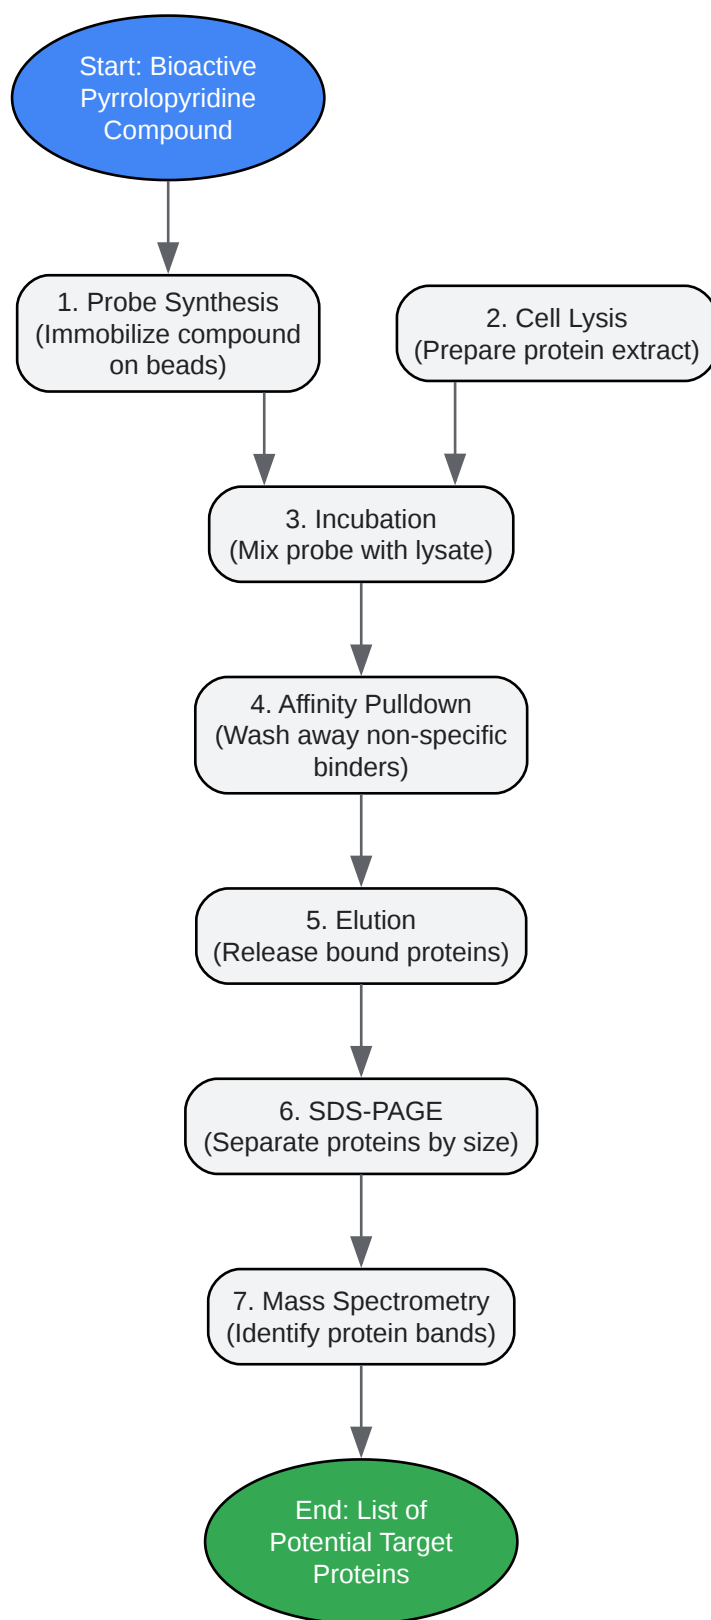 Start: Bioactive
Pyrrolopyridine
Compound
1. Probe Synthesis
(Immobilize compound
on beads)
2. Cell Lysis
(Prepare protein extract)
3. Incubation
(Mix probe with lysate)
4. Affinity Pulldown
(Wash away non-specific
binders)
5. Elution
(Release bound proteins)
6. SDS-PAGE
(Separate proteins by size)
7. Mass Spectrometry
(Identify protein bands)
End: List of
Potential Target
Proteins